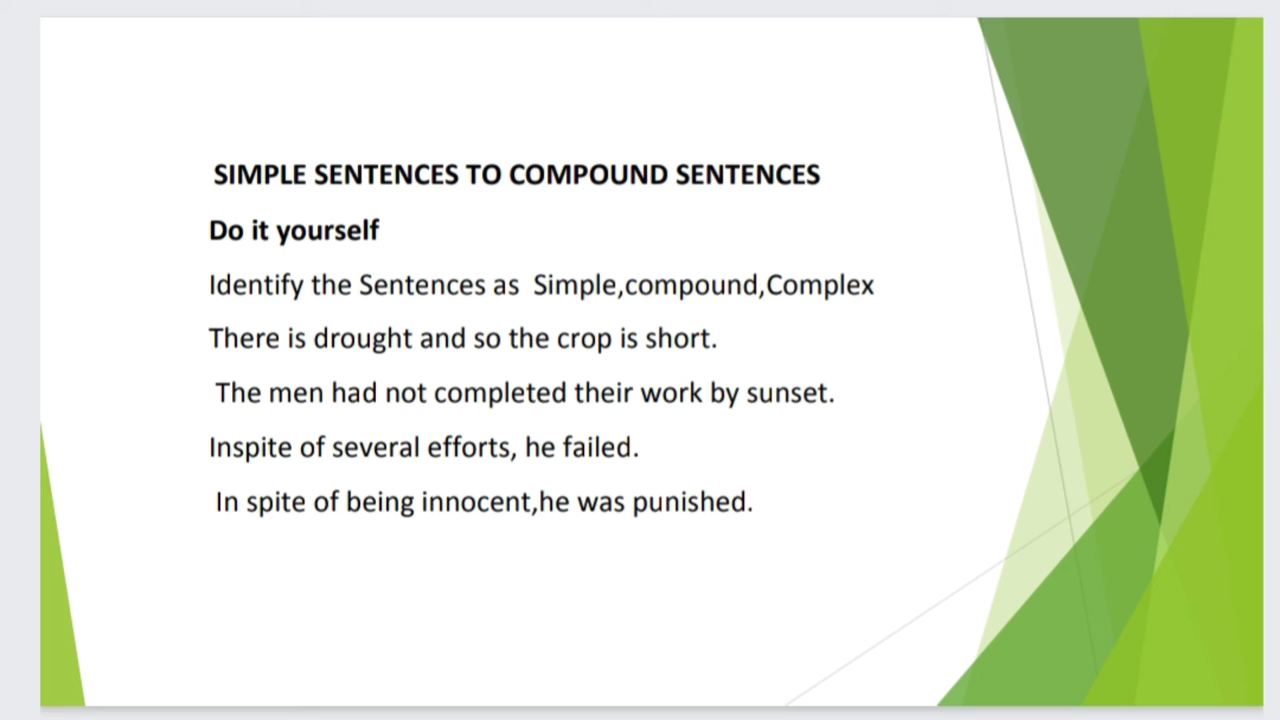 SIMPLE SENTENCES TO COMPOUND SENTENCES
Do it yourself
Identify the Sentences as  Simple,compound,Complex
There is drought and so the crop is short.
The men had not completed their work by sunset.
Inspite of several efforts, he failed.
In spite of being innocent,he was punished.